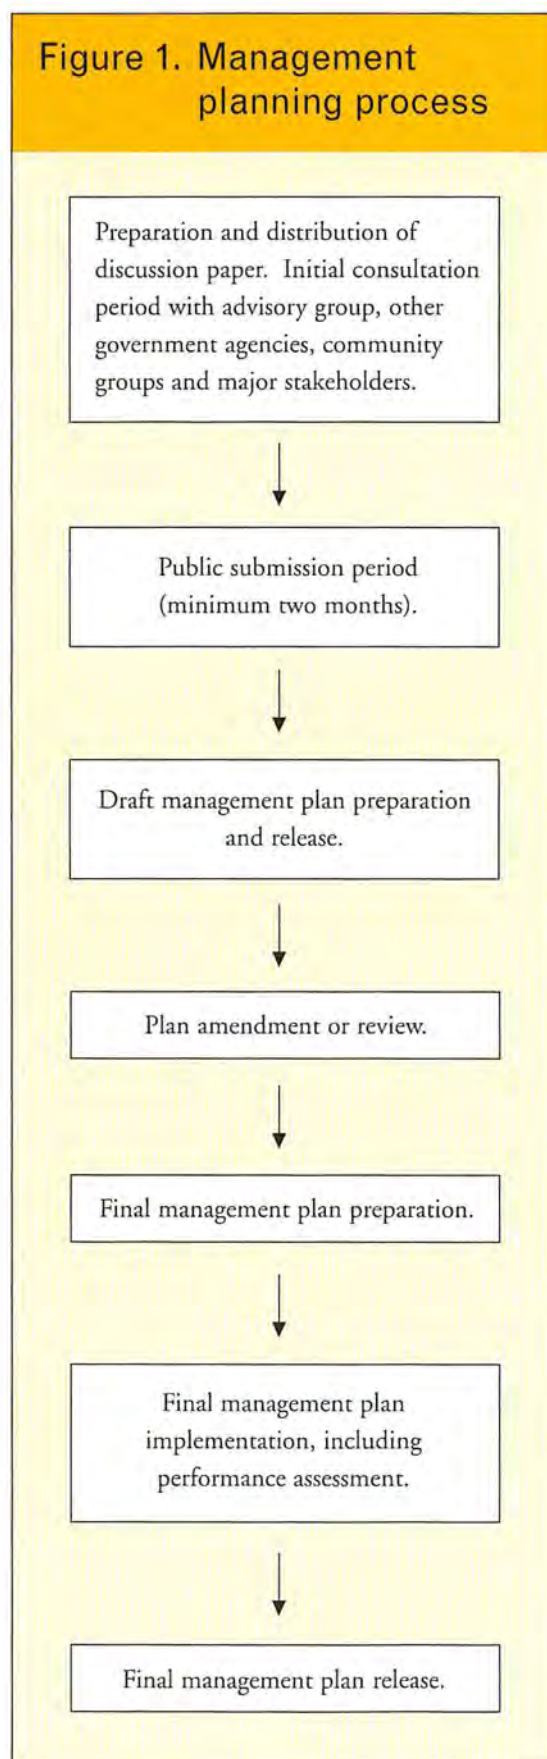 Figure 1. Management
planning process
Preparation and distribution of
discussion paper. Initial consultation
period with advisory group, other
government agencies, community
groups and major stakeholders.
Public submission period
(minimum two months).
Draft management plan preparation
and release.
Plan amendment or review.
Final management plan preparation.
Final management plan
implementation, including
performance assessment.
Final management plan release.